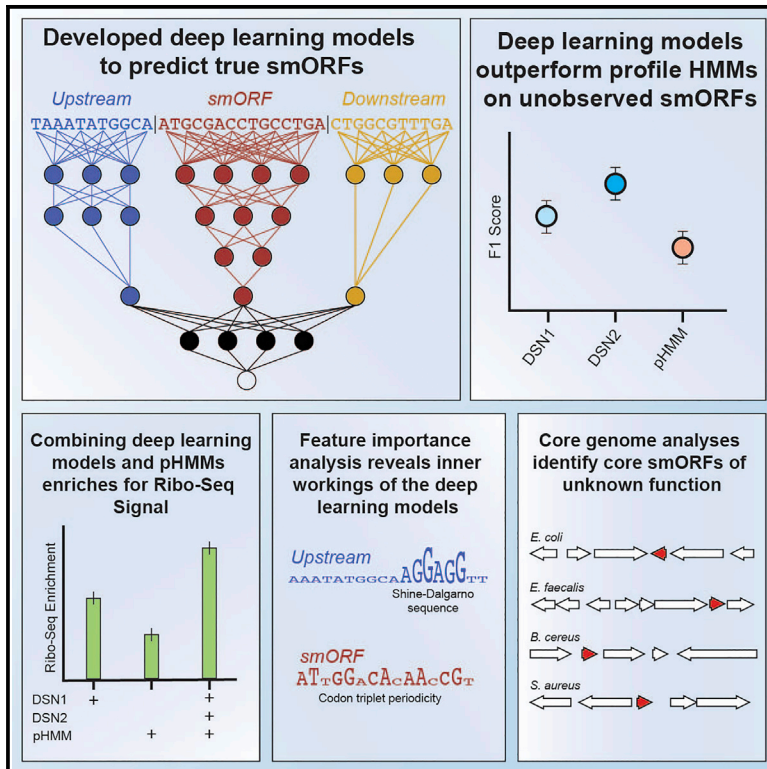 Developed deep learning models
to predict true smORFs
Upstream smORF Downstream
TAAATATGGCA|ATGCGACCTGCCTGA|CTGGCGTTTGA
Deep learning models
outperform profile HMMs
on unobserved smORFs
F1 Score
DSN1
DSN2
pHMM
Combining deep learning
models and pHMMs
enriches for Ribo-Seq
Signal
Ribo-Seq Enrichment
DSN1 + +
DSN2 +
pHMM + +
Feature importance
analysis reveals inner
workings of the deep
learning models
Upstream
AAATATGGCAAGGAGGTT
Shine-Dalgarno
sequence
smORF
ATTGGACACAACCGT
Codon triplet periodicity
Core genome analyses
identify core smORFs of
unknown function
E. coli
E. faecalis
B. cereus
S. aureus